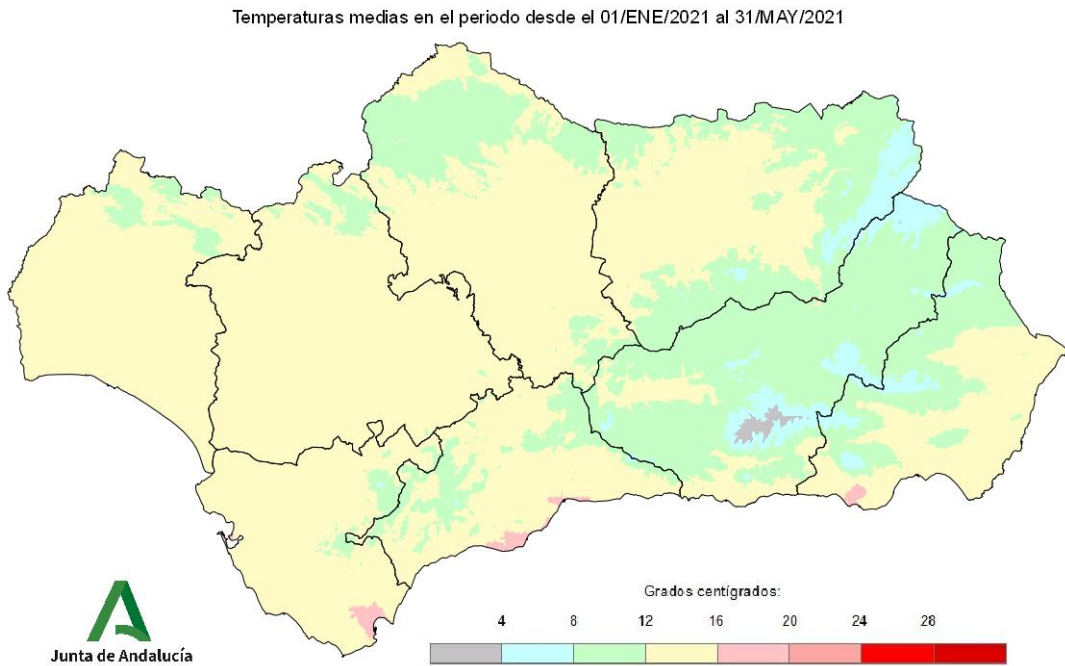 Temperaturas medias en el periodo desde el 01/ENE/2021 al 31/MAY/2021
Grados centígrados:
4 8 12 16 20 24 28
Junta de Andalucía